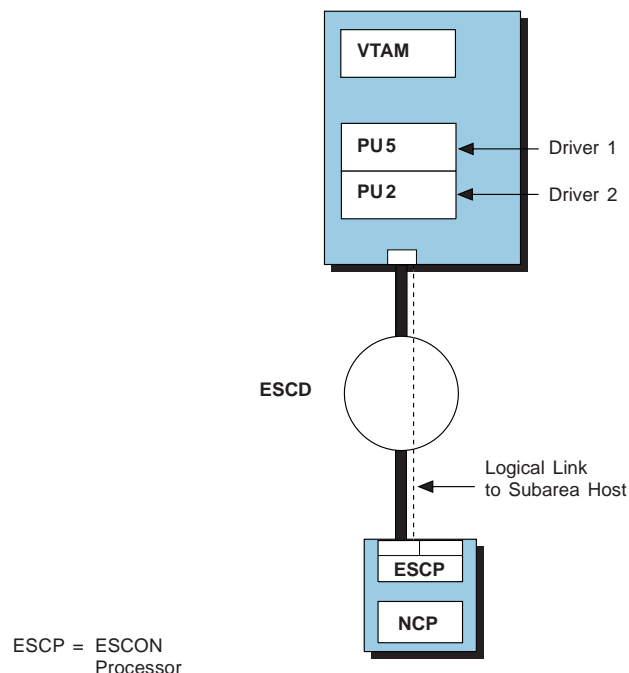 VTAM
PU5
Driver 1
PU2
Driver 2
ESCD
Logical Link
to Subarea Host
ESCP
NCP
ESCP = ESCON
Processor